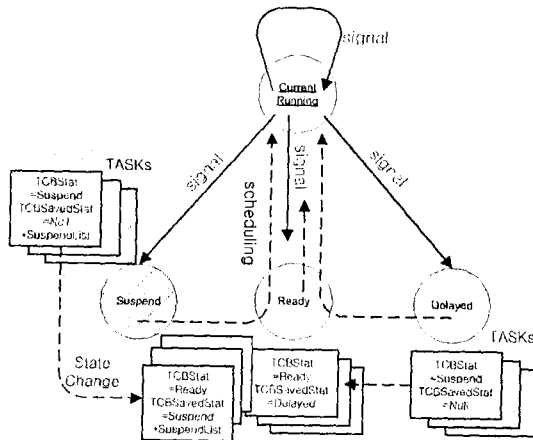 signal
Current
Running
signal
signal
signal
scheduling
TASKs
TCBStat
=Suspend
TCBSavedStat
=Null
+SuspendList
Suspend
Ready
Delayed
TASKs
State
Change
TCBStat
=Ready
TCBSavedStat
=Suspend
+SuspendList
TCBStat
=Ready
TCBSavedStat
=Delayed
TCBStat
=Suspend
TCBSavedStat
=Null